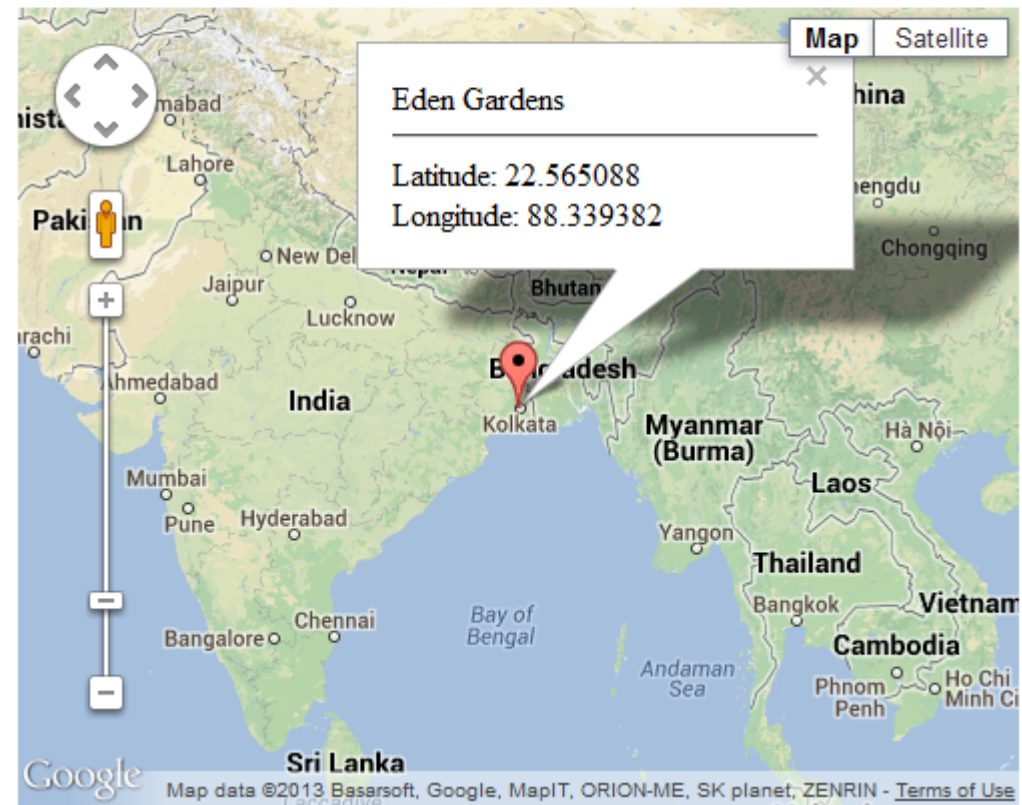 Map Satellite
Eden Gardens
Latitude: 22.565088
Longitude: 88.339382
hina
mabad
Lahore
engdu
New Del
Chongqing
Jaipur
Bhutan
Lucknow
rachi
Ahmedabad
India
Kolkata
Myanmar
(Burma)
Hà Nội
Mumbai
Laos
Pune
Hyderabad
Yangon
Thailand
Bay of
Bengal
Chennai
Bangkok
Vietnam
Bangalore
Cambodia
Andaman
Sea
Phnom
Penh
Ho Chi
Minh Ci
Sri Lanka
Google
Map data ©2013 Basarsoft, Google, MapIT, ORION-ME, SK planet, ZENRIN - Terms of Use